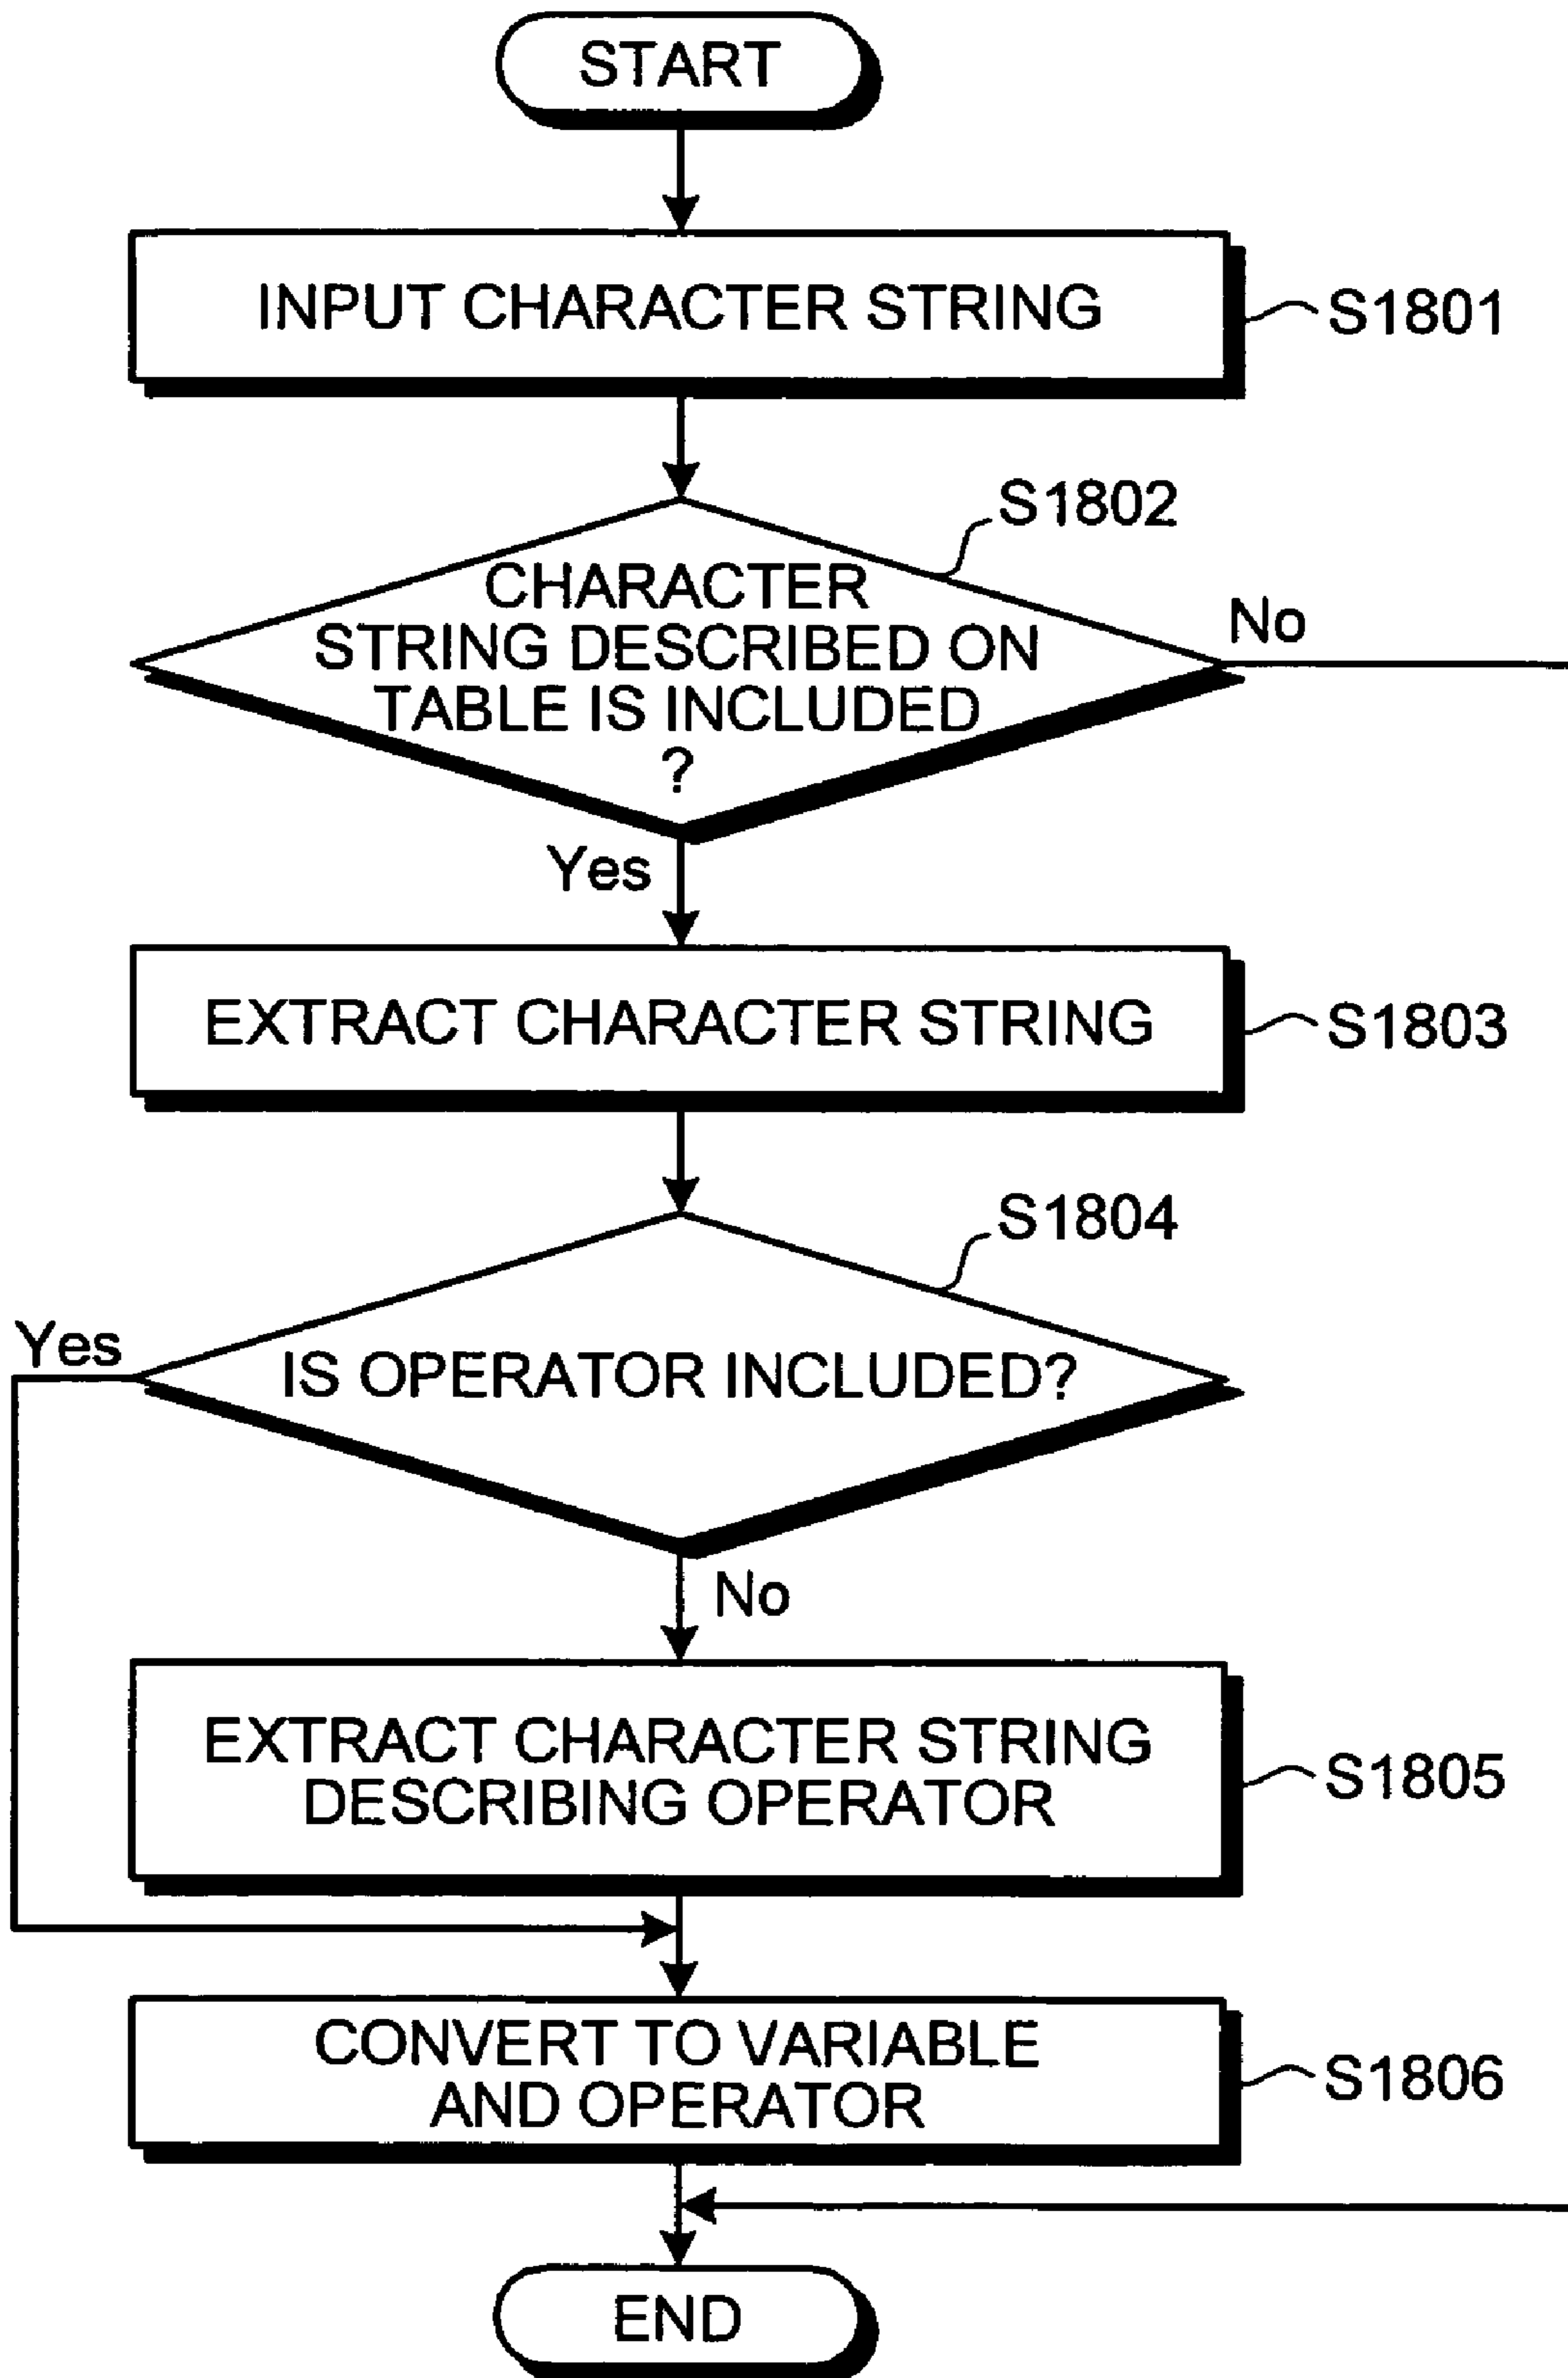 START
INPUT CHARACTER STRING
S1801
S1802
CHARACTER
STRING DESCRIBED ON
TABLE IS INCLUDED
?
No
Yes
EXTRACT CHARACTER STRING
S1803
S1804
Yes
IS OPERATOR INCLUDED?
No
EXTRACT CHARACTER STRING
DESCRIBING OPERATOR
S1805
CONVERT TO VARIABLE
AND OPERATOR
S1806
END